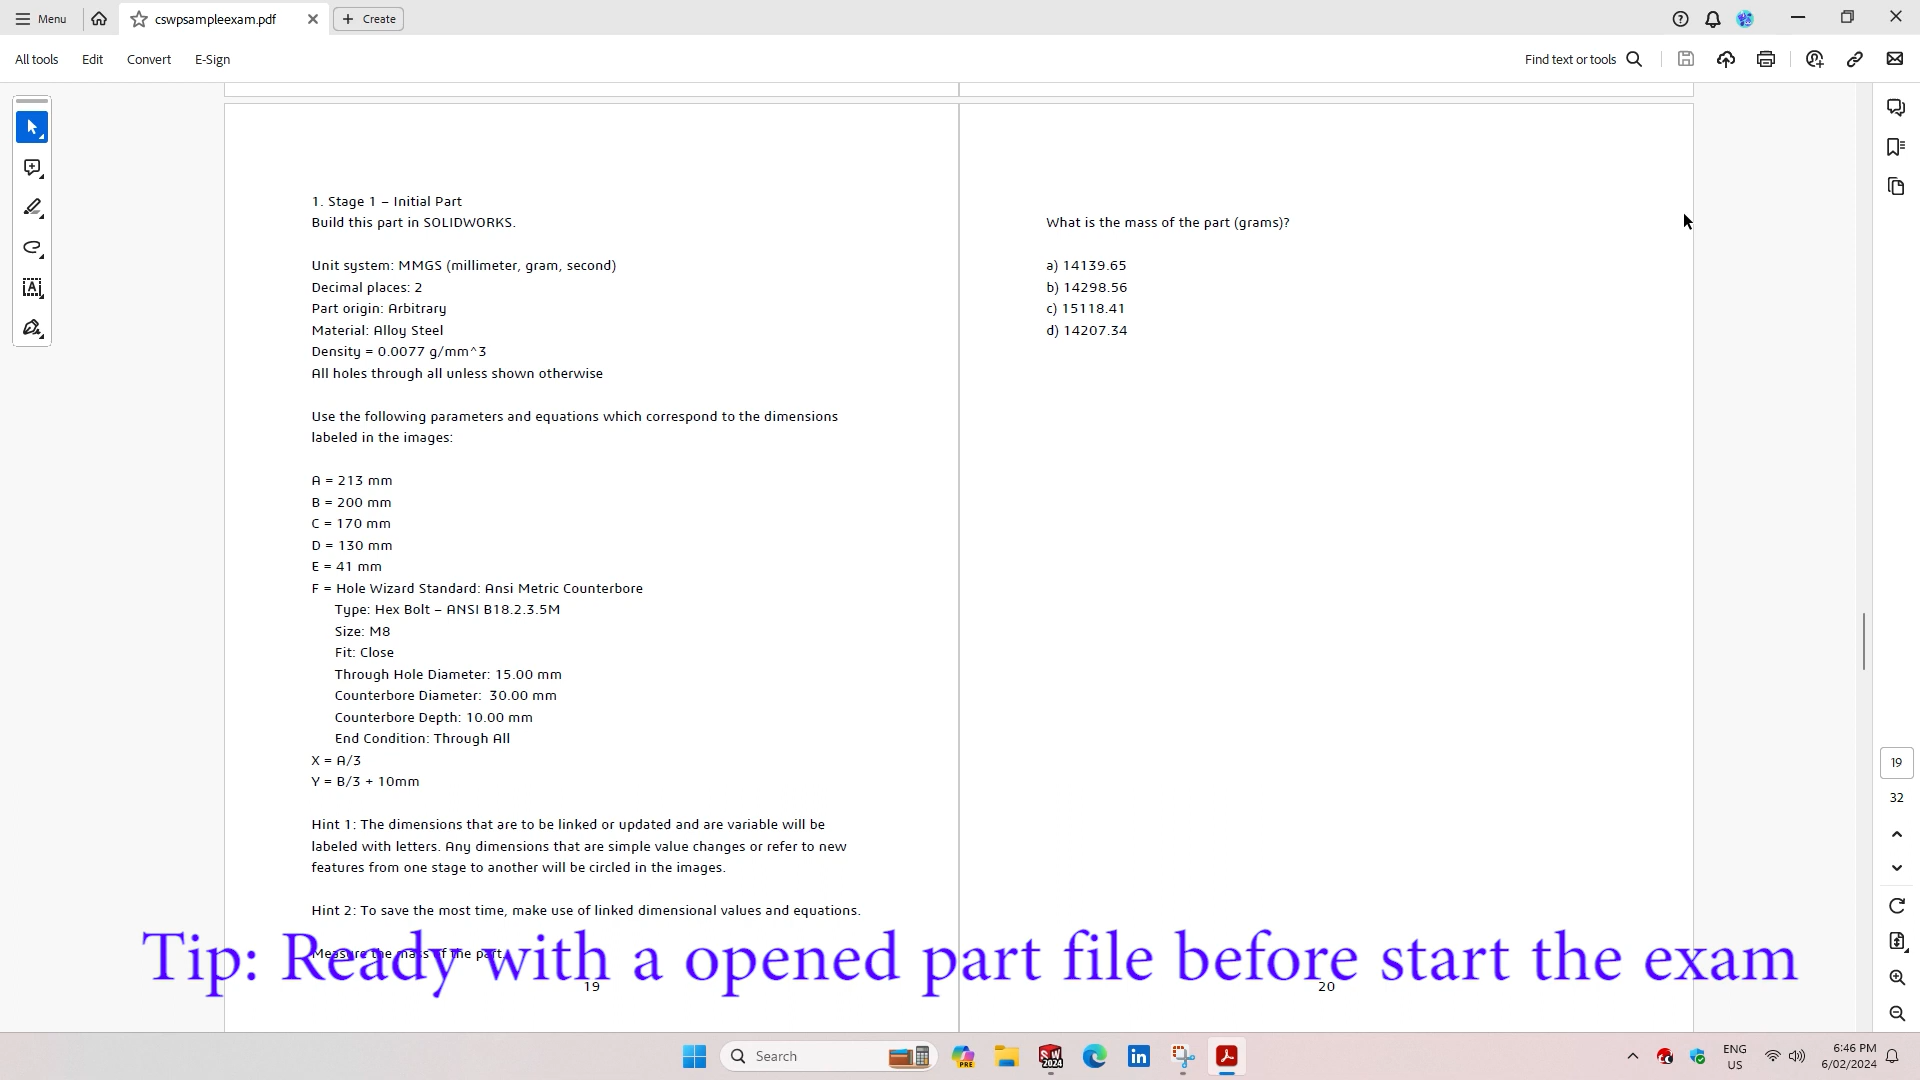 Menu
cswpsampleexam.pdf
Create
All tools
Edit
Convert
E-Sign
Find text or tools
1. Stage 1 – Initial Part
Build this part in SOLIDWORKS.
Unit system: MMGS (millimeter, gram, second)
Decimal places: 2
Part origin: Arbitrary
Material: Alloy Steel
Density = 0.0077 g/mm^3
All holes through all unless shown otherwise
Use the following parameters and equations which correspond to the dimensions
labeled in the images:
A = 213 mm
B = 200 mm
C = 170 mm
D = 130 mm
E = 41 mm
F = Hole Wizard Standard: Ansi Metric Counterbore
Type: Hex Bolt – ANSI B18.2.3.5M
Size: M8
Fit: Close
Through Hole Diameter: 15.00 mm
Counterbore Diameter:  30.00 mm
Counterbore Depth: 10.00 mm
End Condition: Through All
X = A/3
Y = B/3 + 10mm
Hint 1: The dimensions that are to be linked or updated and are variable will be
labeled with letters. Any dimensions that are simple value changes or refer to new
features from one stage to another will be circled in the images.
Hint 2: To save the most time, make use of linked dimensional values and equations.
Measure the mass of the part.
19
What is the mass of the part (grams)?
a) 14139.65
b) 14298.56
c) 15118.41
d) 14207.34
20
Tip: Ready with a opened part file before start the exam
19
32
Search
PRE
SW
2024
in
ENG
US
6:46 PM
6/02/2024